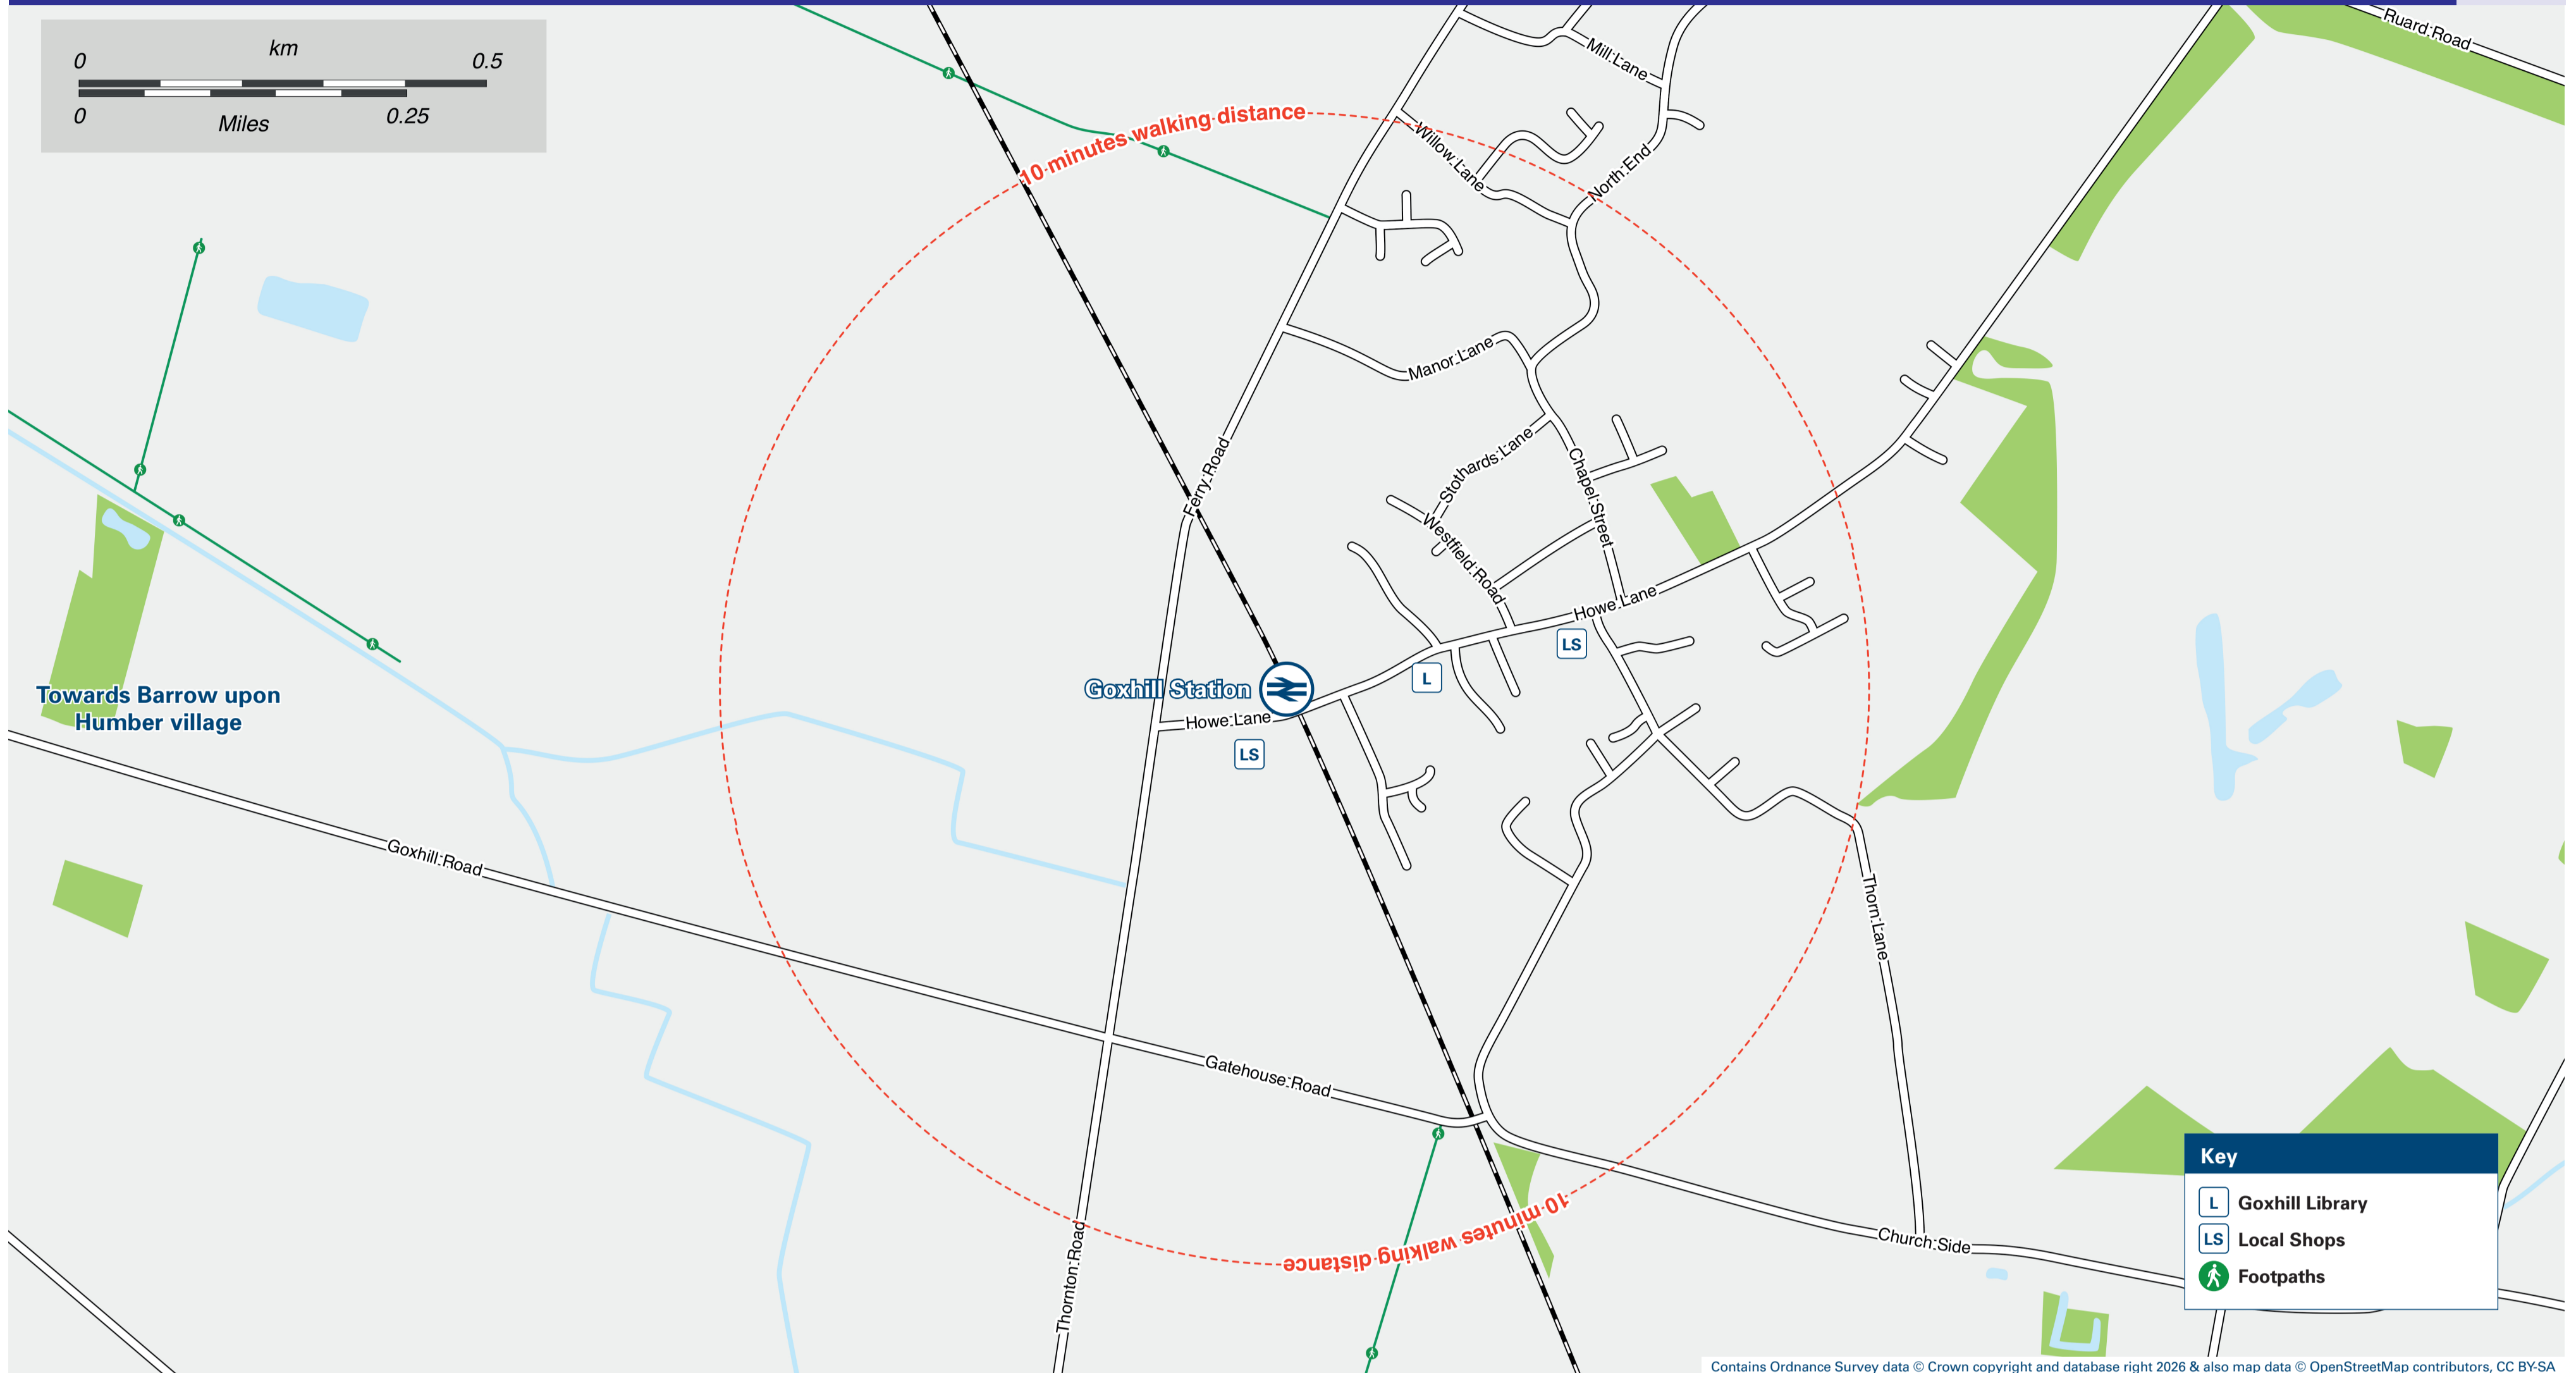 km
0
0.5
0
0.25
Miles
Ruard Road
Mill Lane
10 minutes walking distance
Willow Lane
North End
Manor Lane
Ferry Road
Stothards Lane
Chapel Street
Westfield Road
Howe Lane
LS
L
Goxhill Station
Towards Barrow upon
Humber village
Howe Lane
LS
Goxhill Road
Thorn Lane
Gatehouse Road
10 minutes walking distance
Thornton Road
Church Side
Key
L Goxhill Library
LS Local Shops
Footpaths
Contains Ordnance Survey data © Crown copyright and database right 2026 & also map data © OpenStreetMap contributors, CC BY-SA